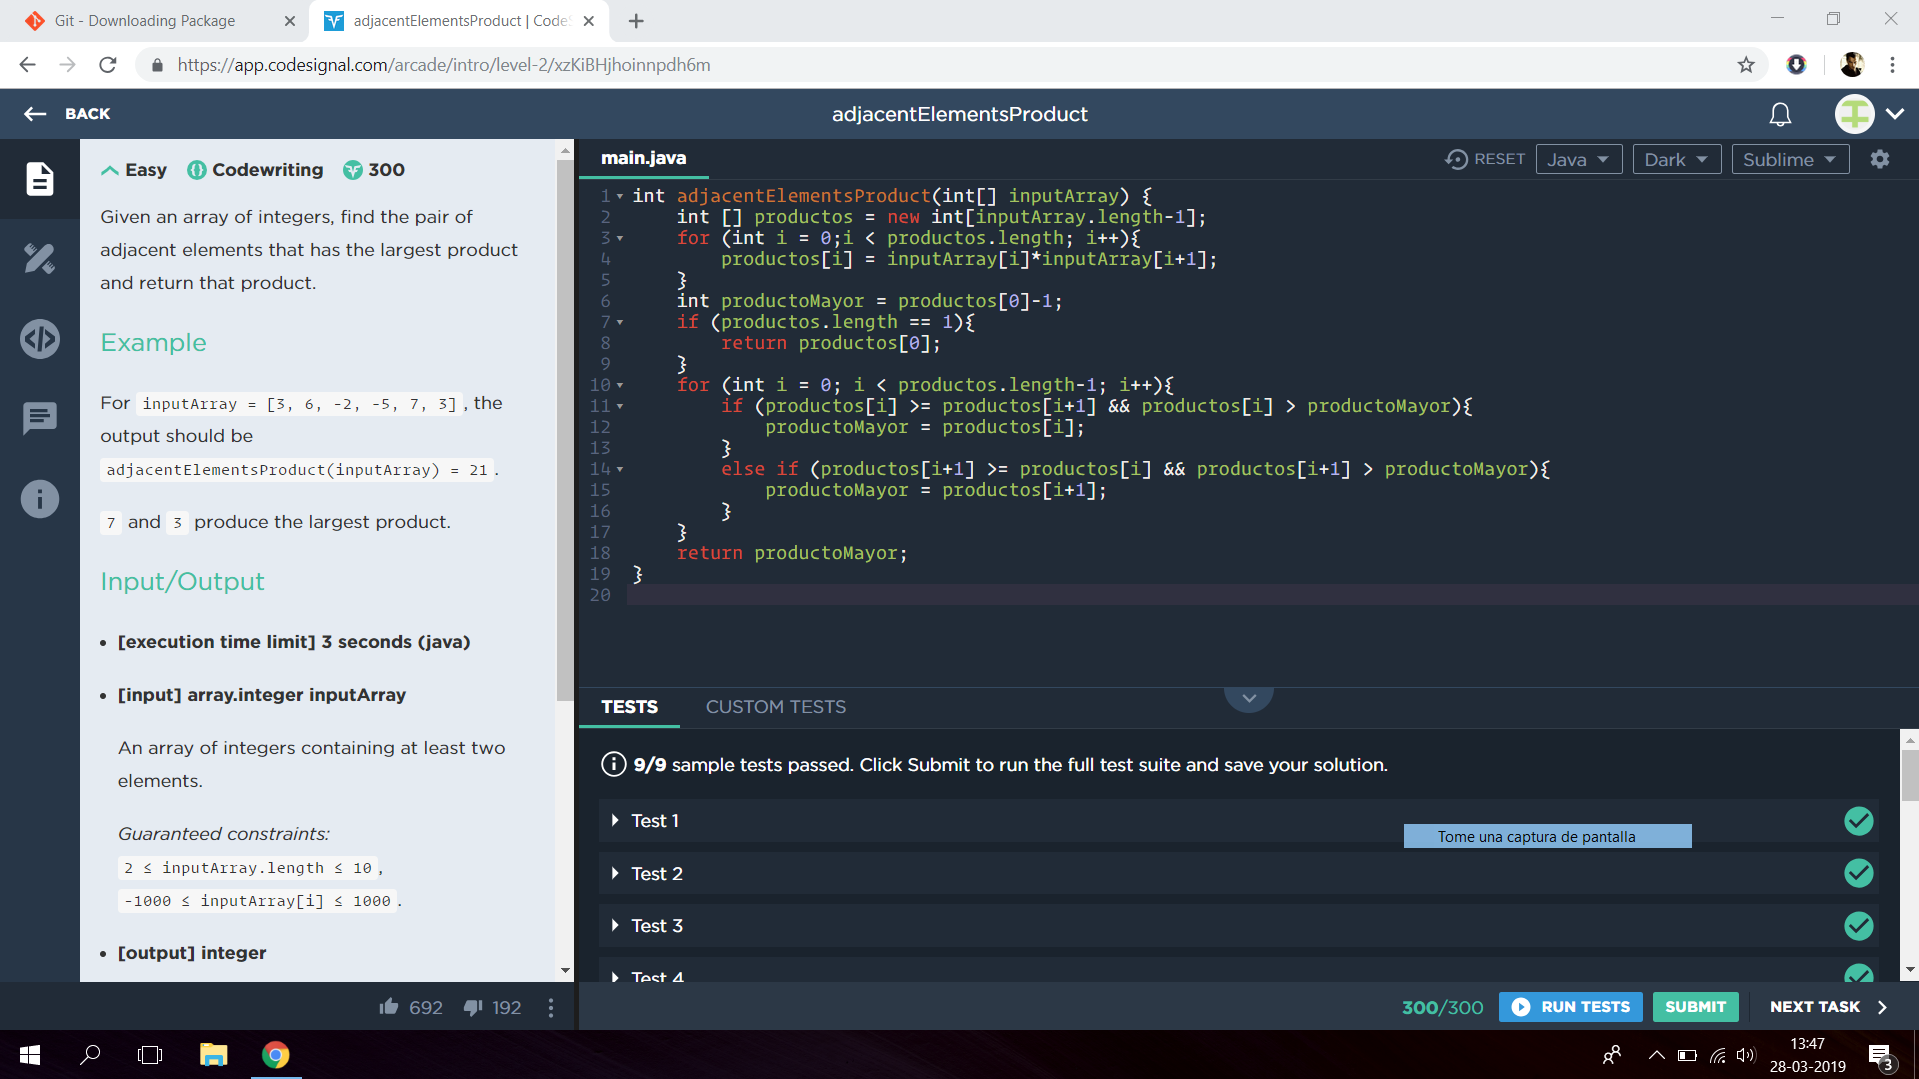 Git - Downloading Package
adjacentElementsProduct | CodeS
https://app.codesignal.com/arcade/intro/level-2/xzKiBHjhoinnpdh6m
BACK
adjacentElementsProduct
Easy
Codewriting
300
Given an array of integers, find the pair of
adjacent elements that has the largest product
and return that product.
Example
For inputArray = [3, 6, -2, -5, 7, 3], the
output should be
adjacentElementsProduct(inputArray) = 21.
7 and 3 produce the largest product.
Input/Output
• [execution time limit] 3 seconds (java)
• [input] array.integer inputArray
An array of integers containing at least two
elements.
Guaranteed constraints:
2 ≤ inputArray.length ≤ 10,
-1000 ≤ inputArray[i] ≤ 1000.
• [output] integer
692
192
main.java
RESET
Java
Dark
Sublime
1 int adjacentElementsProduct(int[] inputArray) {
2     int [] productos = new int[inputArray.length-1];
3     for (int i = 0;i < productos.length; i++){
4         productos[i] = inputArray[i]*inputArray[i+1];
5     }
6     int productoMayor = productos[0]-1;
7     if (productos.length == 1){
8         return productos[0];
9     }
10     for (int i = 0; i < productos.length-1; i++){
11         if (productos[i] >= productos[i+1] && productos[i] > productoMayor){
12             productoMayor = productos[i];
13         }
14         else if (productos[i+1] >= productos[i] && productos[i+1] > productoMayor){
15             productoMayor = productos[i+1];
16         }
17     }
18     return productoMayor;
19 }
20
TESTS
CUSTOM TESTS
9/9 sample tests passed. Click Submit to run the full test suite and save your solution.
Test 1
Tome una captura de pantalla
Test 2
Test 3
Test 4
300/300
RUN TESTS
SUBMIT
NEXT TASK
13:47
28-03-2019
3